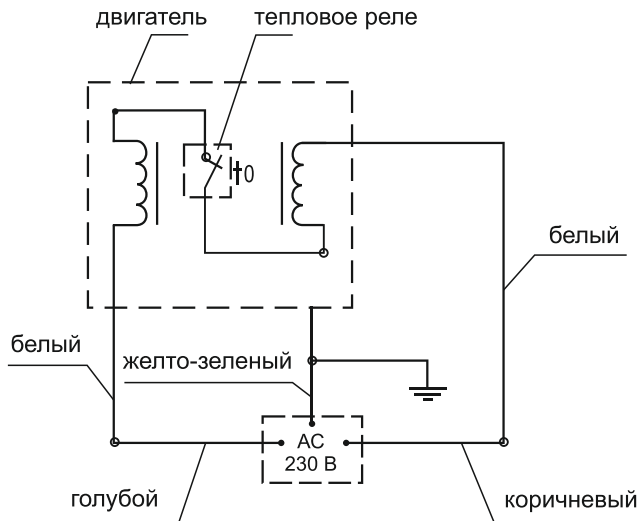 двигатель
тепловое реле
t0
белый
белый
желто-зеленый
AC
230 В
голубой
коричневый